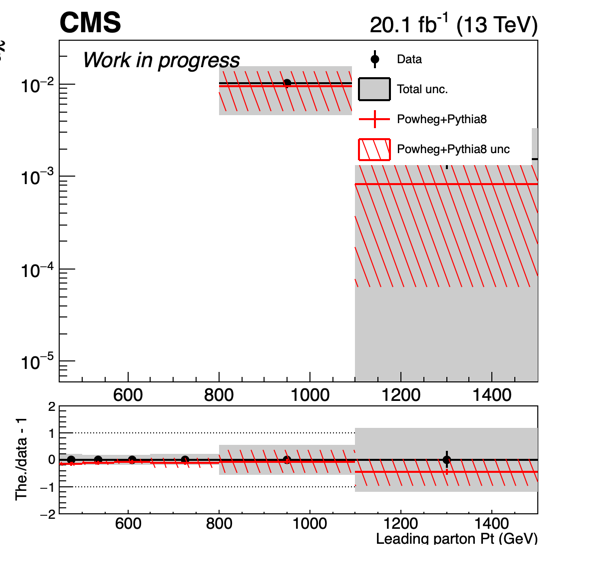 CMS 20.1 fb⁻¹ (13 TeV)
Work in progress
Data
Total unc.
Powheg+Pythia8
Powheg+Pythia8 unc
10⁻²
10⁻³
10⁻⁴
10⁻⁵
600 800 1000 1200 1400
The./data - 1
2
1
0
−1
−2
600 800 1000 1200 1400
Leading parton Pt (GeV)